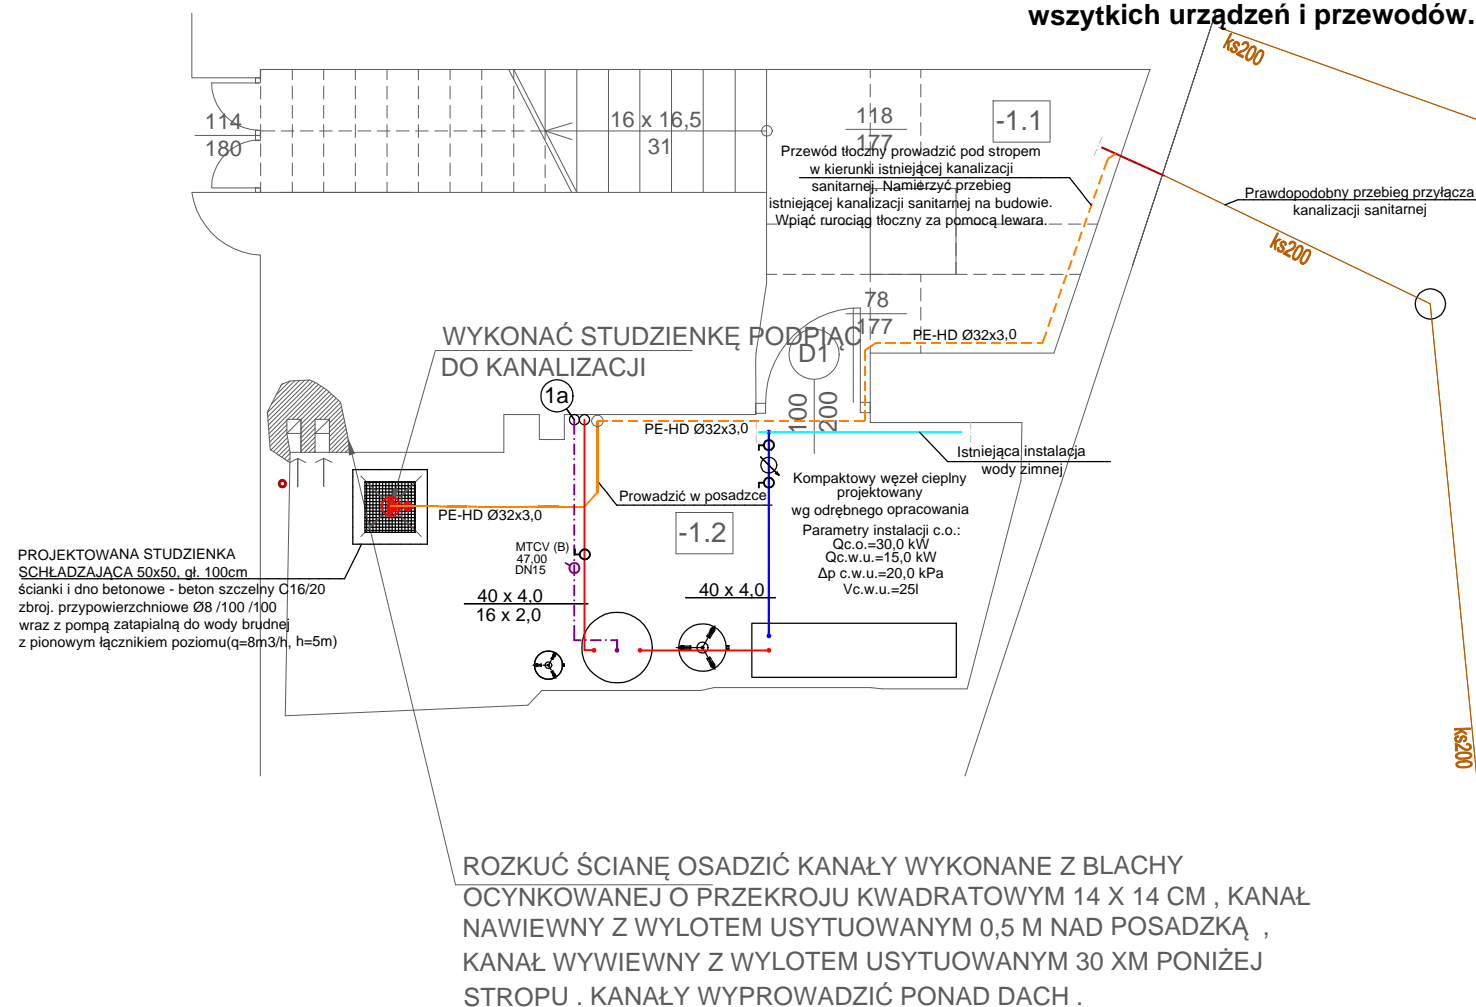 wszytkich urządzeń i przewodów.
ks200
114
180
16 x 16,5
31
118
177
-1.1
Przewód tłoczny prowadzić pod stropem
w kierunki istniejącej kanalizacji
sanitarnej. Namierzyć przebieg
istniejącej kanalizacji sanitarnej na budowie.
Wpiąć rurociąg tłoczny za pomocą lewara.
Prawdopodobny przebieg przyłącza
kanalizacji sanitarnej
ks200
78
177
PE-HD Ø32x3,0
WYKONAĆ STUDZIENKĘ PODPIĄC
DO KANALIZACJI
D1
100
200
1a
PE-HD Ø32x3,0
Istniejąca instalacja
wody zimnej
Kompaktowy węzeł cieplny
projektowany
wg odrębnego opracowania
Parametry instalacji c.o.:
Qc.o.=30,0 kW
Qc.w.u.=15,0 kW
Δp c.w.u.=20,0 kPa
Vc.w.u.=25l
Prowadzić w posadzce
PE-HD Ø32x3,0
-1.2
MTCV (B)
47,00
DN15
40 x 4,0
16 x 2,0
40 x 4,0
PROJEKTOWANA STUDZIENKA
SCHŁADZAJĄCA 50x50, gł. 100cm
ścianki i dno betonowe - beton szczelny C16/20
zbroj. przypowierzchniowe Ø8 /100 /100
wraz z pompą zatapialną do wody brudnej
z pionowym łącznikiem poziomu(q=8m3/h, h=5m)
ks200
ROZKUĆ ŚCIANĘ OSADZIĆ KANAŁY WYKONANE Z BLACHY
OCYNKOWANEJ O PRZEKROJU KWADRATOWYM 14 X 14 CM , KANAŁ
NAWIEWNY Z WYLOTEM USYTUOWANYM 0,5 M NAD POSADZKĄ ,
KANAŁ WYWIEWNY Z WYLOTEM USYTUOWANYM 30 XM PONIŻEJ
STROPU . KANAŁY WYPROWADZIĆ PONAD DACH .